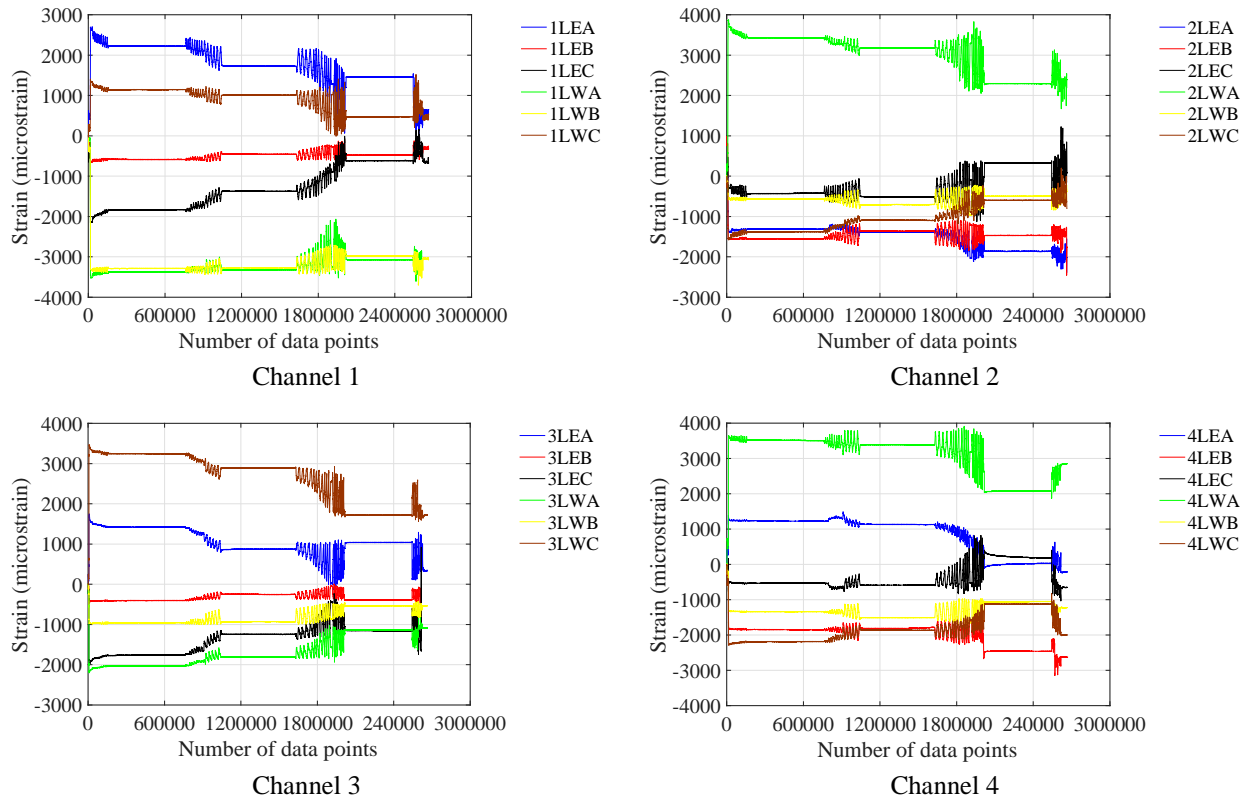 4000
3000
2000
1000
0
-1000
-2000
-3000
-4000
Strain (microstrain)
0 600000 1200000 1800000 2400000 3000000
Number of data points
1LEA
1LEB
1LEC
1LWA
1LWB
1LWC
Channel 1
4000
3000
2000
1000
0
-1000
-2000
-3000
Strain (microstrain)
0 600000 1200000 1800000 2400000 3000000
Number of data points
2LEA
2LEB
2LEC
2LWA
2LWB
2LWC
Channel 2
4000
3000
2000
1000
0
-1000
-2000
-3000
Strain (microstrain)
0 600000 1200000 1800000 2400000 3000000
Number of data points
3LEA
3LEB
3LEC
3LWA
3LWB
3LWC
Channel 3
4000
3000
2000
1000
0
-1000
-2000
-3000
-4000
Strain (microstrain)
0 600000 1200000 1800000 2400000 3000000
Number of data points
4LEA
4LEB
4LEC
4LWA
4LWB
4LWC
Channel 4